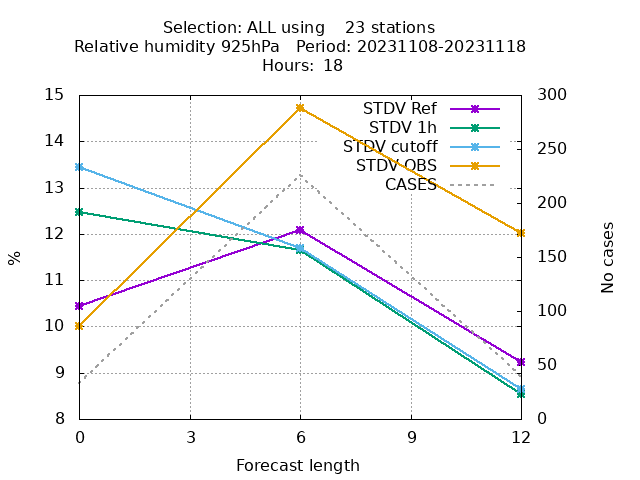 Selection: ALL using    23 stations
Relative humidity 925hPa   Period: 20231108-20231118
Hours: 18
15
14
13
12
11
10
9
8
300
250
200
150
100
50
0
STDV Ref
STDV 1h
STDV cutoff
STDV OBS
CASES
%
No cases
0
3
6
9
12
Forecast length